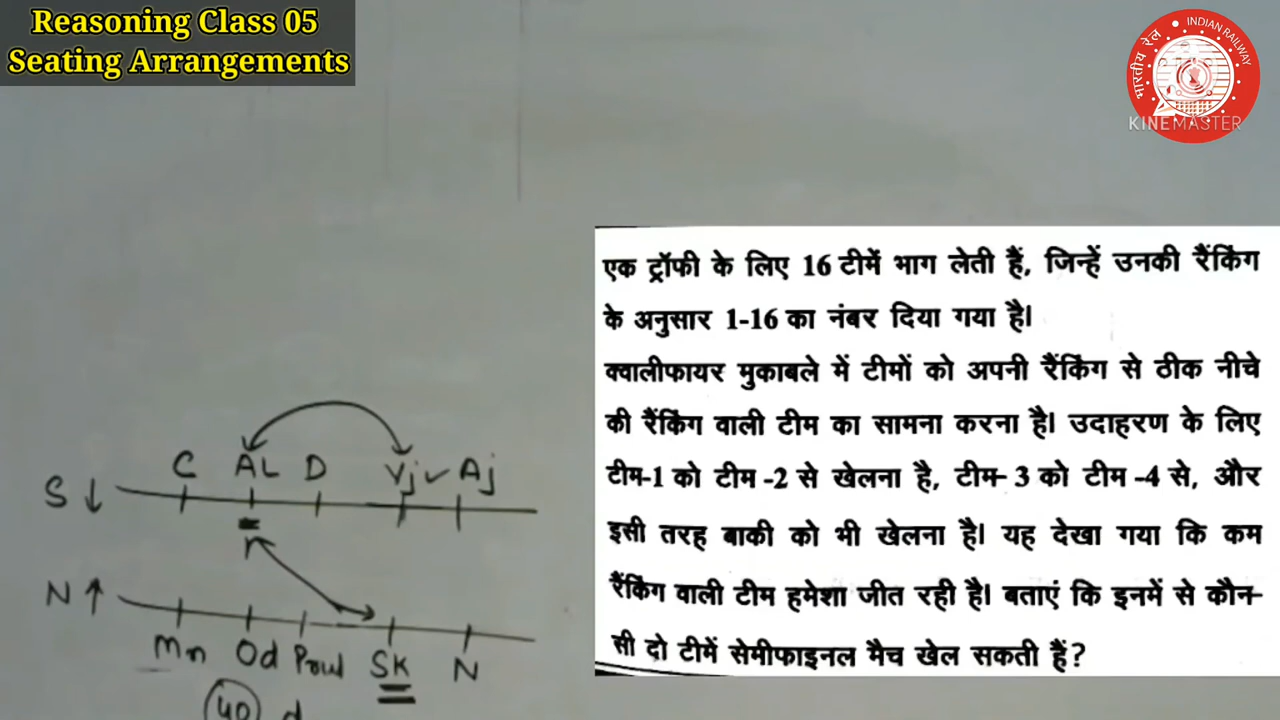 Reasoning Class 05
Seating Arrangements
भारतीय रेल
INDIAN RAILWAY
KINEMASTER
एक ट्रॉफी के लिए 16 टीमें भाग लेती हैं, जिन्हें उनकी रैंकिंग
के अनुसार 1-16 का नंबर दिया गया है।
क्वालीफायर मुकाबले में टीमों को अपनी रैंकिंग से ठीक नीचे
की रैंकिंग वाली टीम का सामना करना है। उदाहरण के लिए
टीम-1 को टीम -2 से खेलना है, टीम- 3 को टीम -4 से, और
इसी तरह बाकी को भी खेलना है। यह देखा गया कि कम
रैंकिंग वाली टीम हमेशा जीत रही है। बताएं कि इनमें से कौन-
सी दो टीमें सेमीफाइनल मैच खेल सकती हैं?
C AL D Vj Aj
S ↓
N ↑
Mn Od SK N
40 d